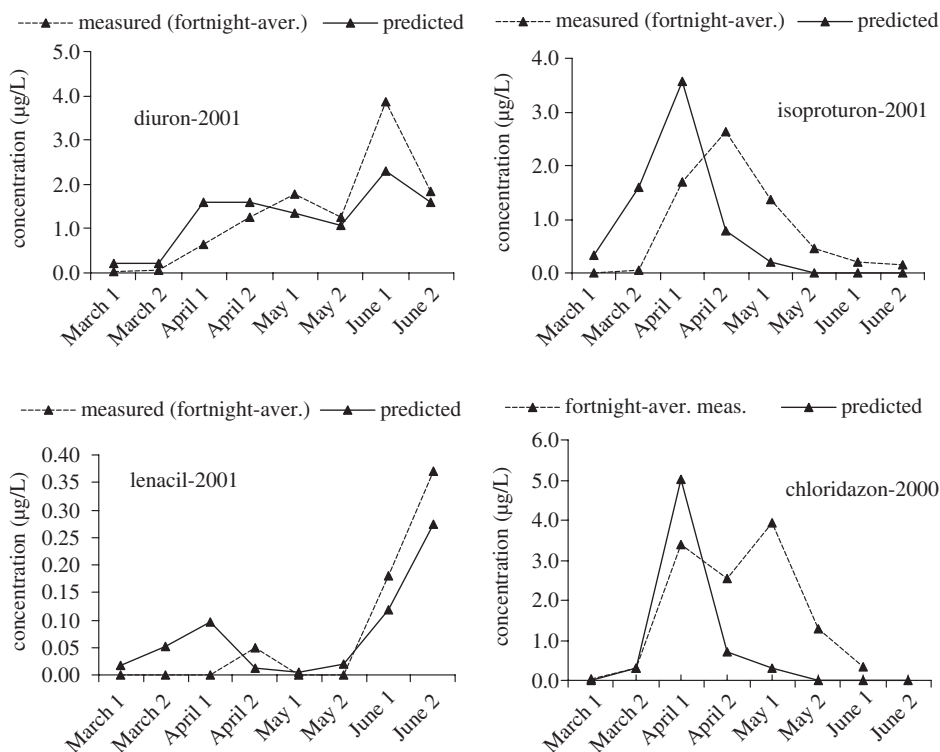 measured (fortnight-aver.) predicted
concentration (µg/L)
5.0
4.0
3.0
2.0
1.0
0.0
diuron-2001
March 1 March 2 April 1 April 2 May 1 May 2 June 1 June 2
measured (fortnight-aver.) predicted
concentration (µg/L)
4.0
3.0
2.0
1.0
0.0
isoproturon-2001
March 1 March 2 April 1 April 2 May 1 May 2 June 1 June 2
measured (fortnight-aver.) predicted
concentration (µg/L)
0.40
0.35
0.30
0.25
0.20
0.15
0.10
0.05
0.00
lenacil-2001
March 1 March 2 April 1 April 2 May 1 May 2 June 1 June 2
fortnight-aver. meas. predicted
concentration (µg/L)
6.0
5.0
4.0
3.0
2.0
1.0
0.0
chloridazon-2000
March 1 March 2 April 1 April 2 May 1 May 2 June 1 June 2